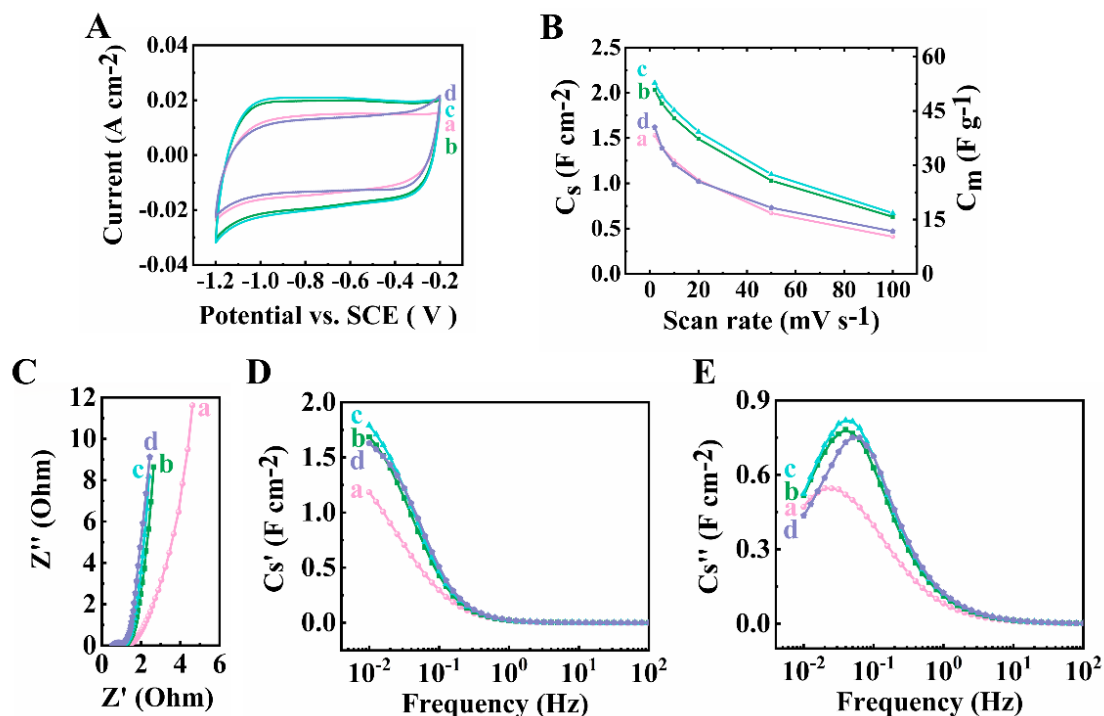 A
0.04
0.02
0.00
-0.02
-0.04
Current (A cm-2)
d
c
a
b
-1.2 -1.0 -0.8 -0.6 -0.4 -0.2
Potential vs. SCE ( V )
B
2.5
2.0
1.5
1.0
0.5
0.0
Cs (F cm-2)
c
b
d
a
60
45
30
15
0
Cm (F g-1)
0 20 40 60 80 100
Scan rate (mV s-1)
C
12
10
8
6
4
2
0
Z'' (Ohm)
a
d
c b
0 2 4 6
Z' (Ohm)
D
2.0
1.5
1.0
0.5
0.0
Cs' (F cm-2)
c
b
d
a
10-2 10-1 100 101 102
Frequency (Hz)
E
0.9
0.6
0.3
0.0
Cs'' (F cm-2)
c
b
a
d
10-2 10-1 100 101 102
Frequency (Hz)